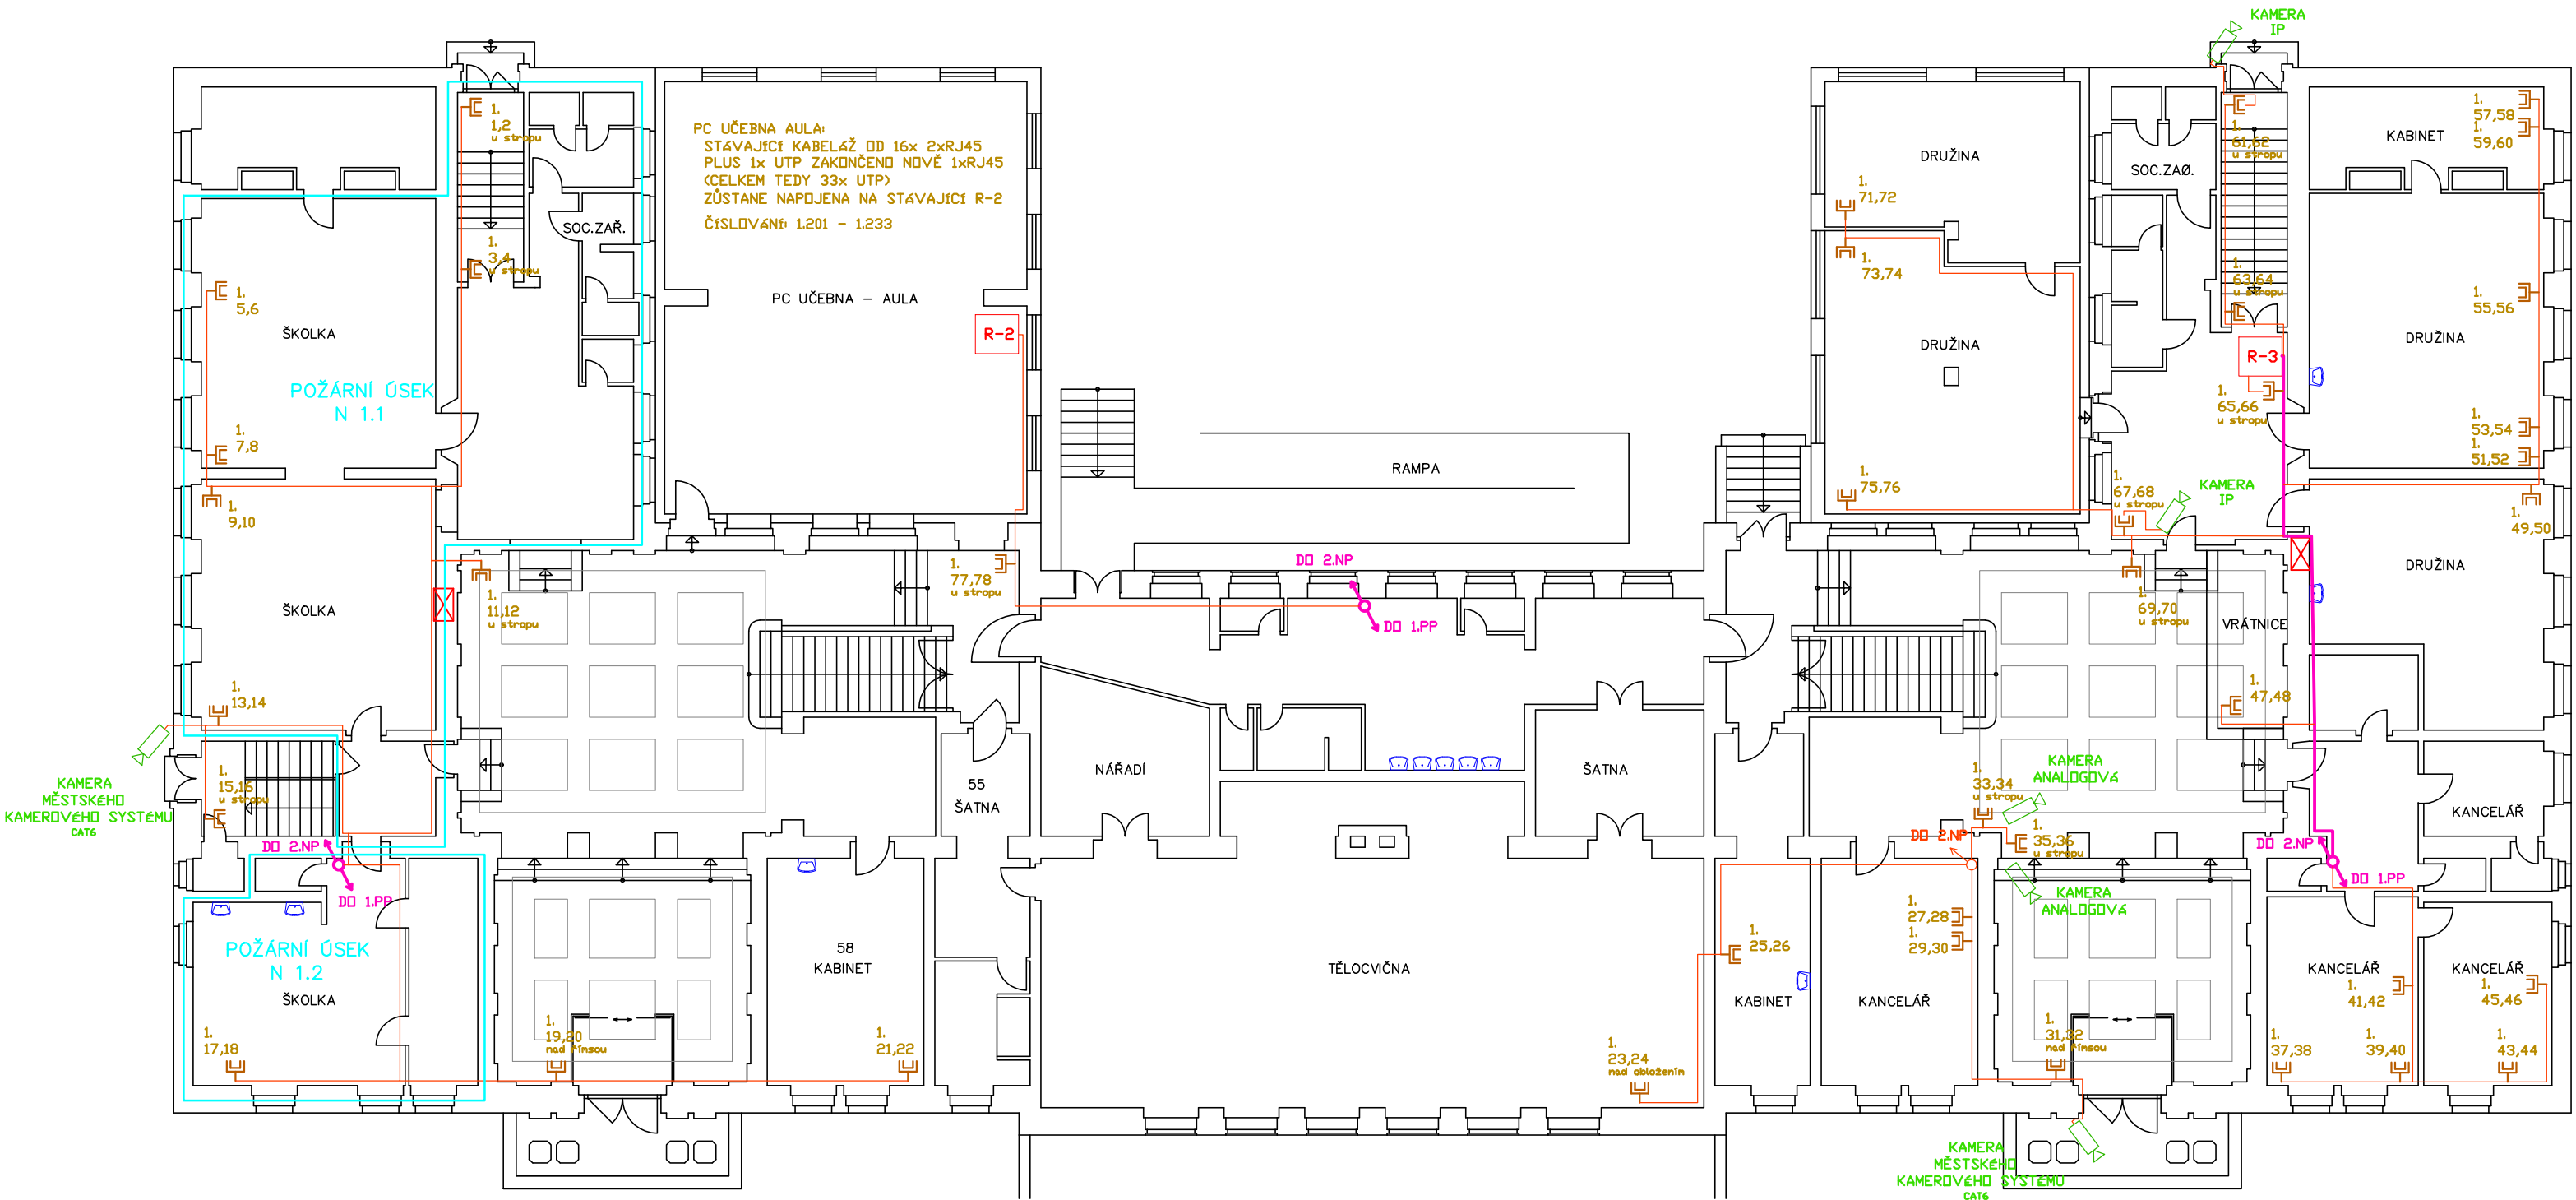 KAMERA
IP
PC UČEBNA AULA:
STÁVAJÍCÍ KABELÁŽ OD 16x 2xRJ45
PLUS 1x UTP ZAKONČENO NOVĚ 1xRJ45
(CELKEM TEDY 33x UTP)
ZŮSTANE NAPOJENA NA STÁVAJÍCÍ R-2
ČÍSLOVÁNÍ: 1.201 - 1.233
1.
1,2
u stropu
SOC.ZAŘ.
1.
3,4
u stropu
1.
5,6
ŠKOLKA
POŽÁRNÍ ÚSEK
N 1.1
1.
7,8
1.
9,10
PC UČEBNA - AULA
R-2
ŠKOLKA
1.
11,12
u stropu
1.
13,14
1.
15,16
u stropu
KAMERA
MĚSTSKÉHO
KAMEROVÉHO SYSTÉMU
CAT6
DO 2.NP
DO 1.PP
POŽÁRNÍ ÚSEK
N 1.2
ŠKOLKA
1.
17,18
1.
19,20
nad římsou
58
KABINET
1.
21,22
55
ŠATNA
1.
77,78
u stropu
DO 2.NP
DO 1.PP
RAMPA
NÁŘADÍ
ŠATNA
TĚLOCVIČNA
1.
23,24
nad obložením
1.
25,26
KABINET
KANCELÁŘ
1.
27,28
1.
29,30
DO 2.NP
1.
33,34
u stropu
1.
35,36
u stropu
KAMERA
ANALOGOVÁ
KAMERA
ANALOGOVÁ
1.
31,32
nad římsou
KAMERA
MĚSTSKÉHO
KAMEROVÉHO SYSTÉMU
CAT6
DRUŽINA
1.
71,72
1.
73,74
DRUŽINA
1.
75,76
SOC.ZAØ.
1.
61,62
u stropu
1.
63,64
u stropu
R-3
1.
65,66
u stropu
1.
67,68
u stropu
KAMERA
IP
1.
69,70
u stropu
VRÁTNICE
1.
47,48
KABINET
1.
57,58
1.
59,60
1.
55,56
DRUŽINA
1.
53,54
1.
51,52
1.
49,50
DRUŽINA
KANCELÁŘ
DO 2.NP
DO 1.PP
KANCELÁŘ
1.
41,42
KANCELÁŘ
1.
45,46
1.
37,38
1.
39,40
1.
43,44